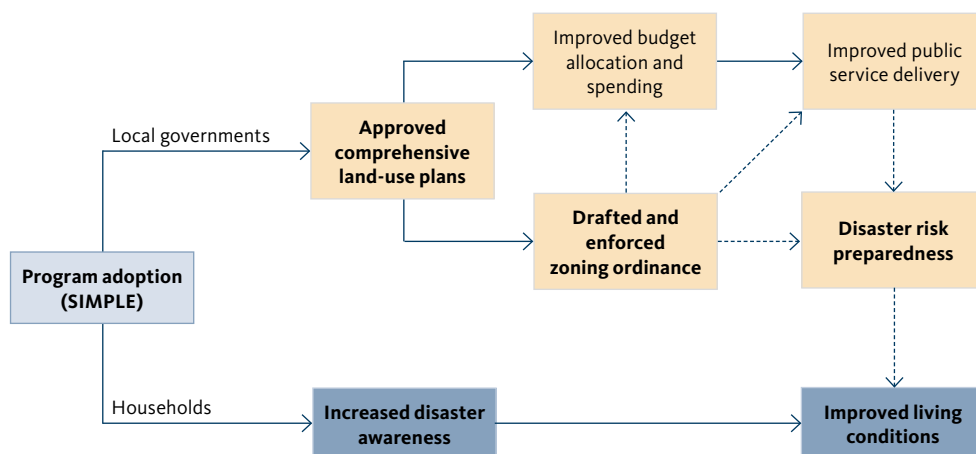 Improved budget
allocation and
spending
Improved public
service delivery
Local governments
Approved
comprehensive
land-use plans
Drafted and
enforced
zoning ordinance
Disaster risk
preparedness
Program adoption
(SIMPLE)
Households
Increased disaster
awareness
Improved living
conditions